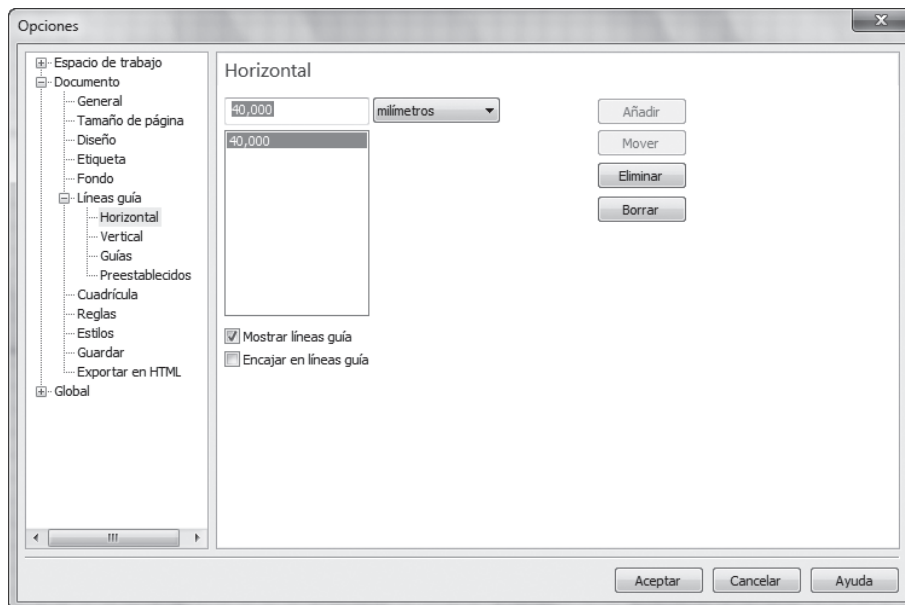 Opciones
Espacio de trabajo
Documento
General
Tamaño de página
Diseño
Etiqueta
Fondo
Líneas guía
Horizontal
Vertical
Guías
Preestablecidos
Cuadrícula
Reglas
Estilos
Guardar
Exportar en HTML
Global
Horizontal
40,000 milímetros
40,000
Añadir
Mover
Eliminar
Borrar
Mostrar líneas guía
Encajar en líneas guía
Aceptar Cancelar Ayuda